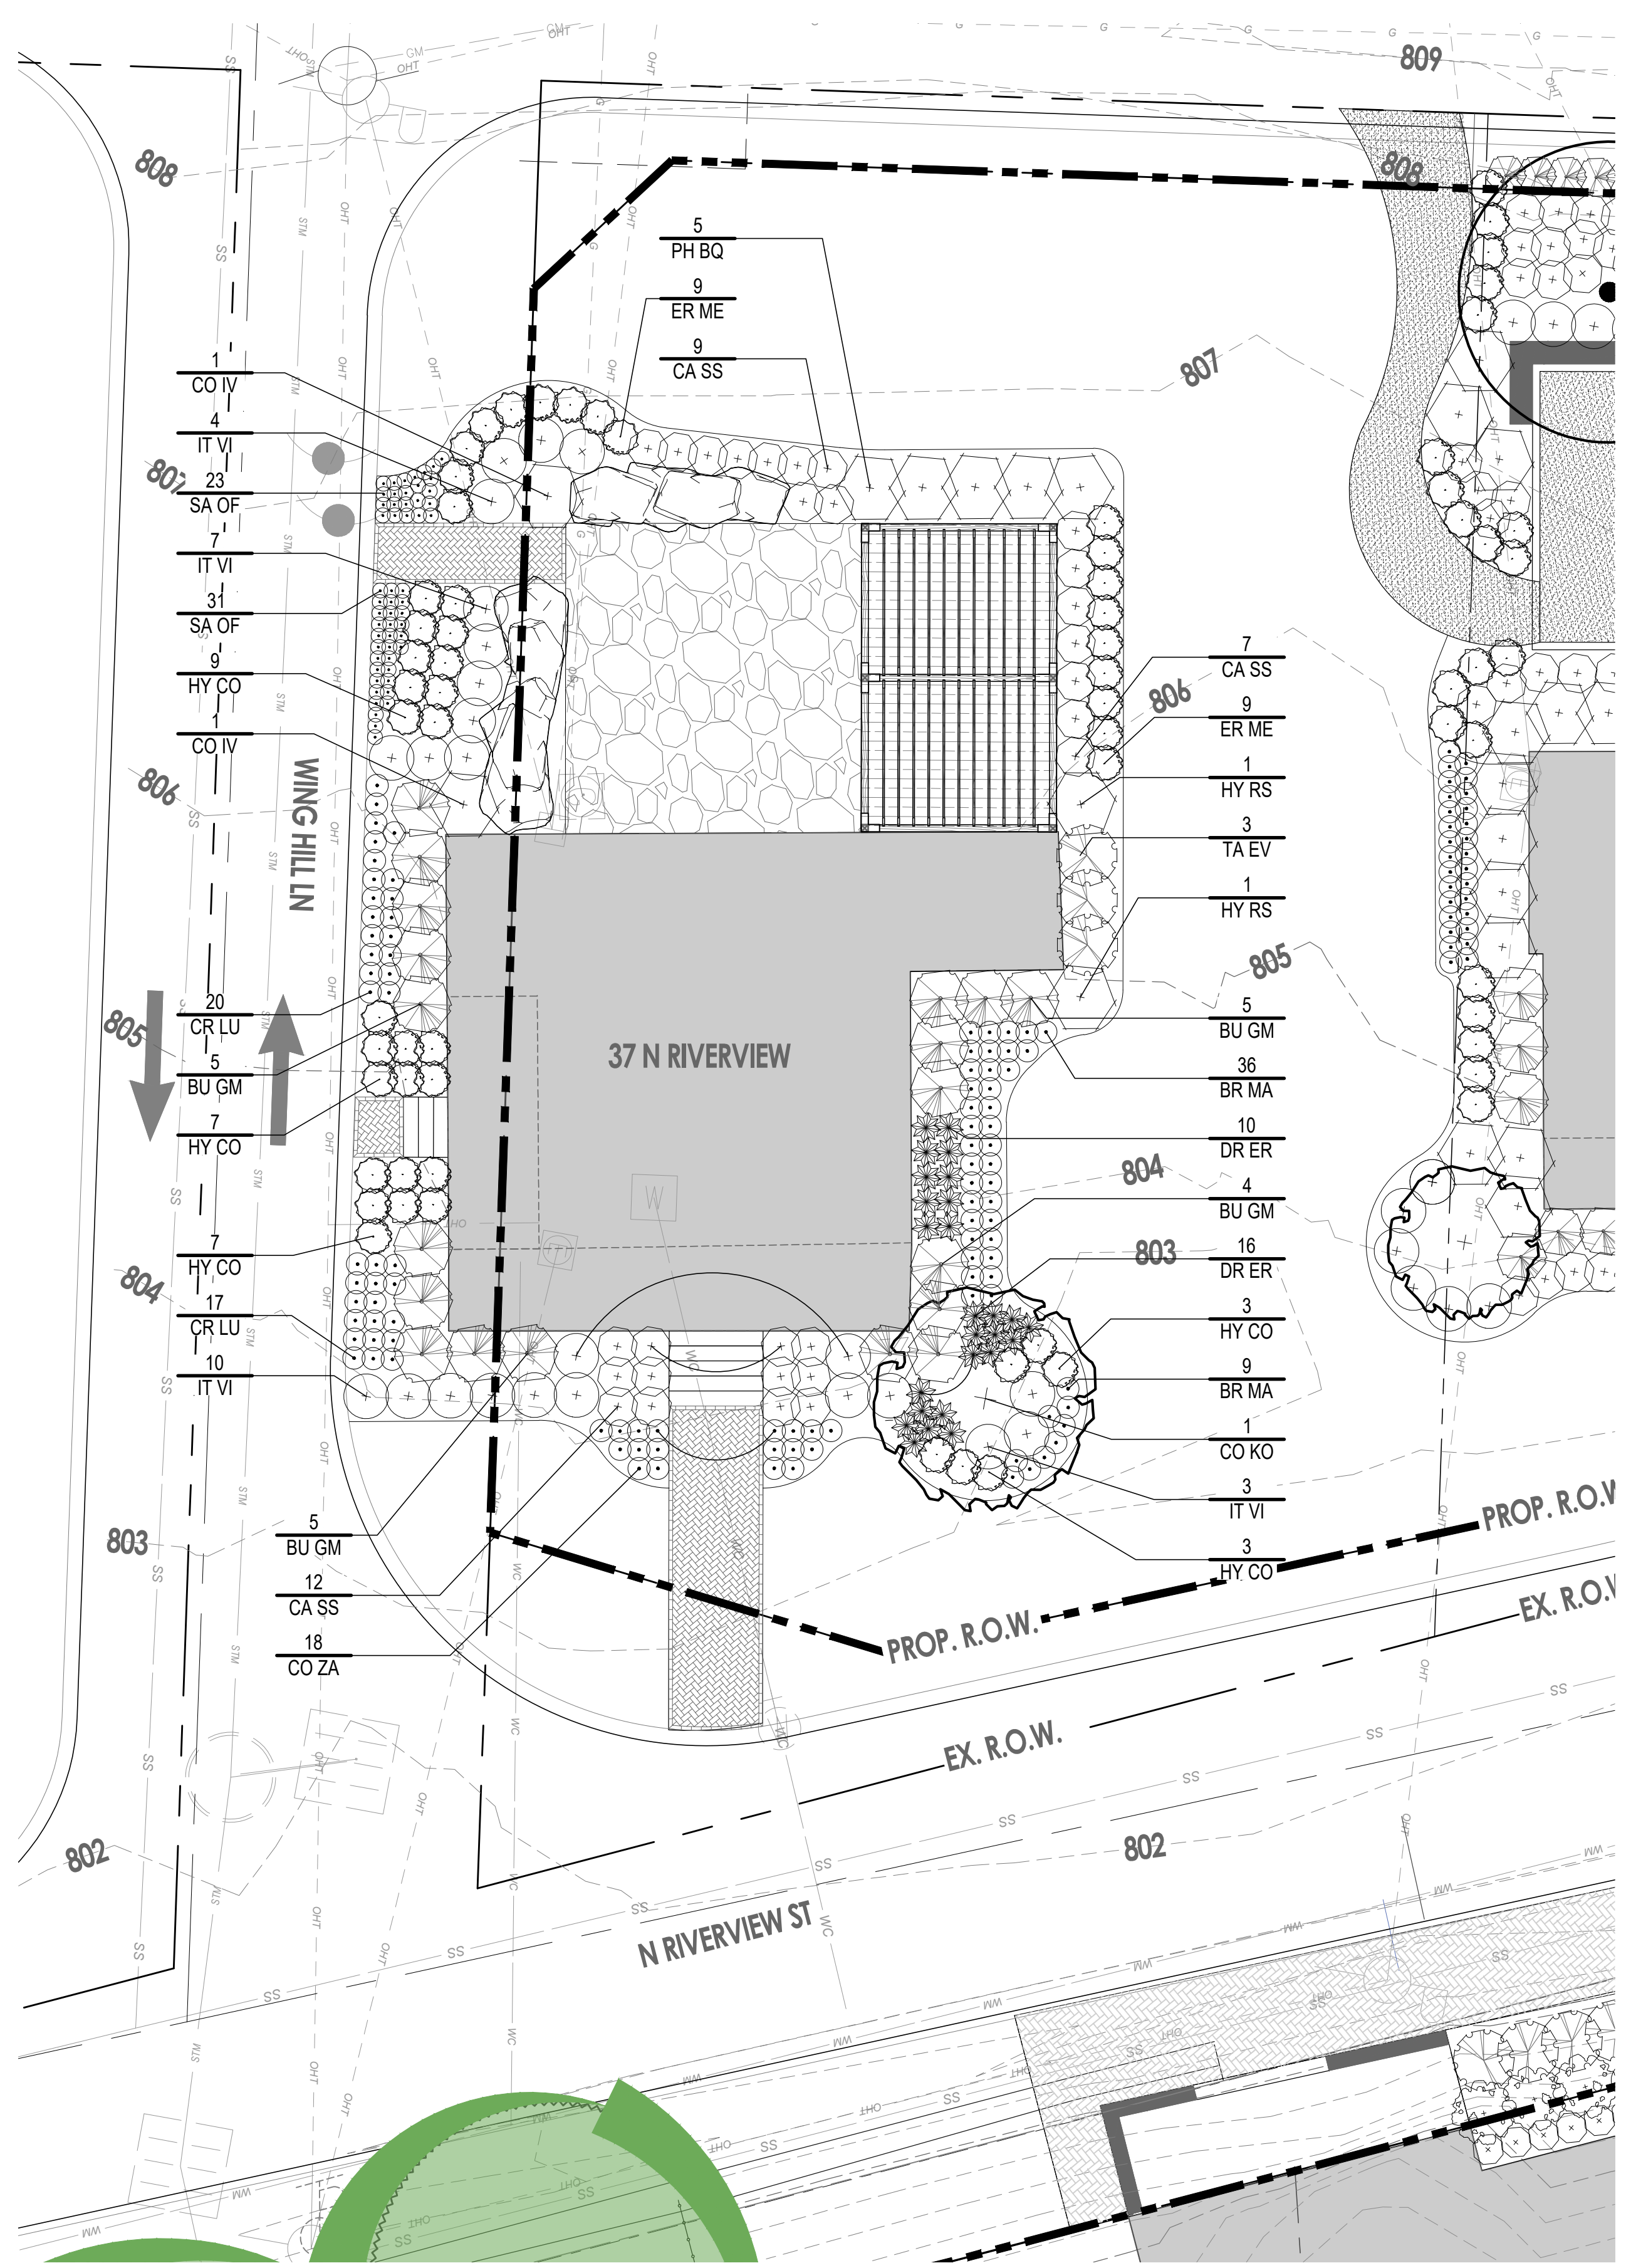 809
808
808
5
PH BQ
9
ER ME
9
CA SS
807
1
CO IV
4
IT VI
807
23
SA OF
7
IT VI
31
SA OF
9
HY CO
1
CO IV
806
WING HILL LN
7
CA SS
806
9
ER ME
1
HY RS
3
TA EV
1
HY RS
805
805
20
CR LU
5
BU GM
7
HY CO
37 N RIVERVIEW
5
BU GM
36
BR MA
10
DR ER
804
4
BU GM
803
16
DR ER
3
HY CO
9
BR MA
1
CO KO
3
IT VI
3
HY CO
7
HY CO
804
17
CR LU
10
IT VI
803
5
BU GM
12
CA SS
18
CO ZA
PROP. R.O.W.
PROP. R.O.W
EX. R.O.W.
EX. R.O.W
802
802
N RIVERVIEW ST
SS
STM
OHT
G
GM
WC
WM
W